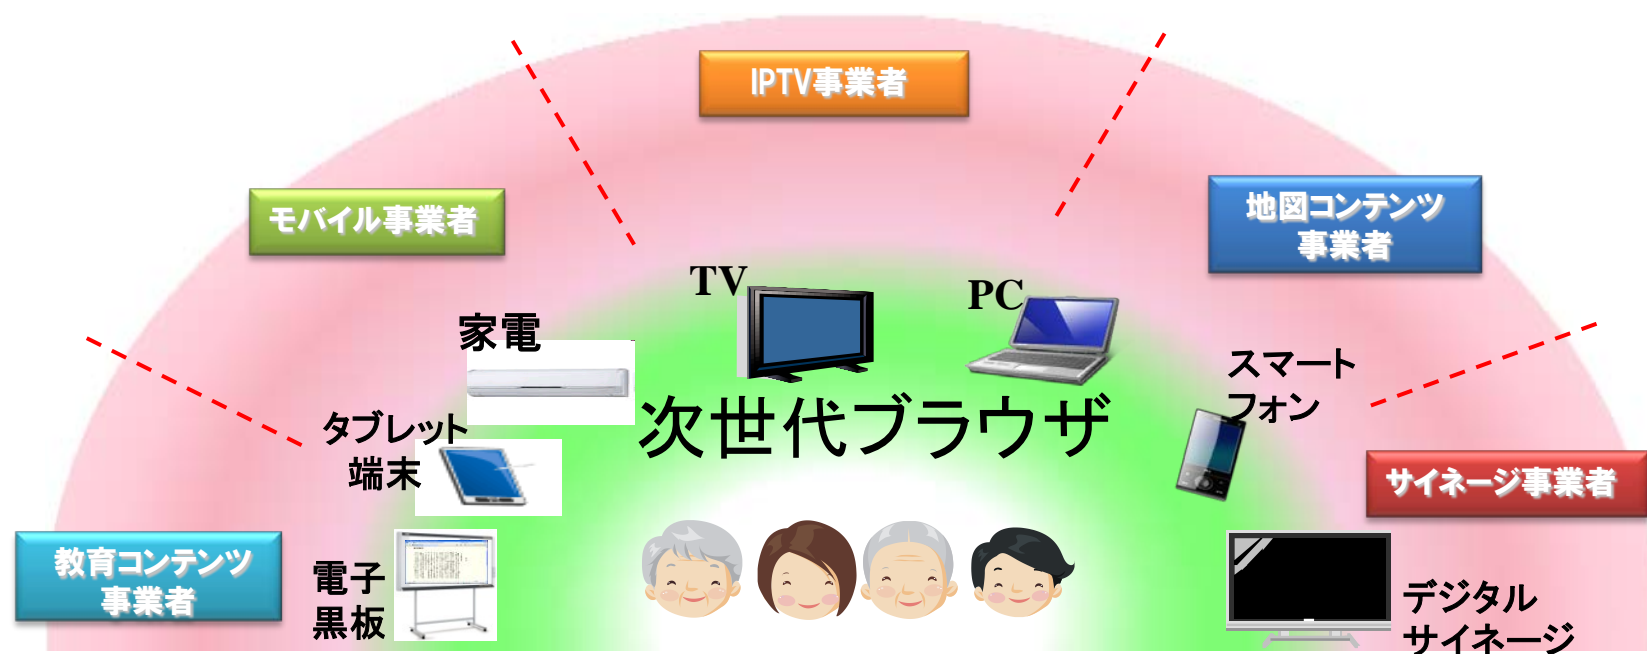 IPTV事業者
モバイル事業者
地図コンテンツ
事業者
TV
PC
家電
スマート
フォン
次世代ブラウザ
タブレット
端末
サイネージ事業者
教育コンテンツ
事業者
電子
黒板
デジタル
サイネージ